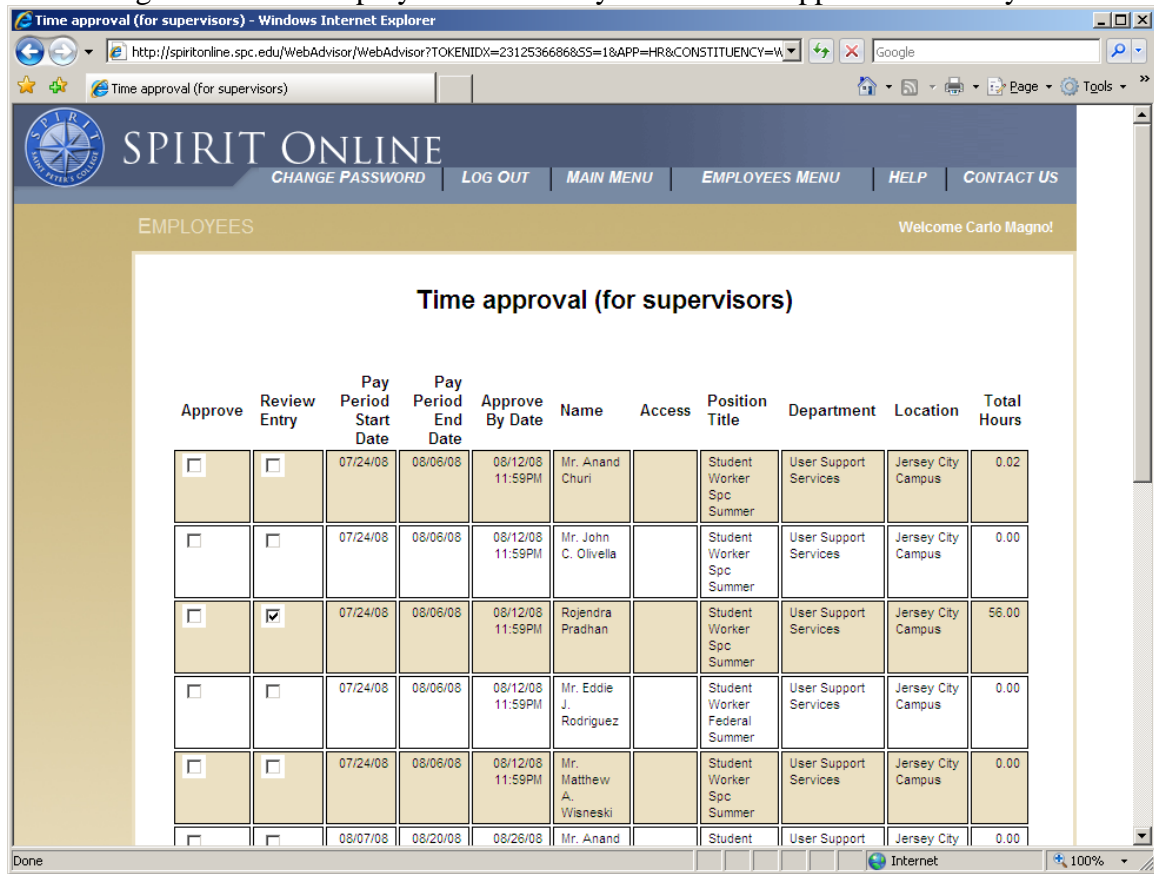 Time approval (for supervisors) - Windows Internet Explorer
http://spiritonline.spc.edu/WebAdvisor/WebAdvisor?TOKENIDX=2312536686&SS=1&APP=HR&CONSTITUENCY=W
Google
Time approval (for supervisors)
Page Tools »
SPIRIT
SAINT PETER'S COLLEGE
SPIRIT ONLINE
CHANGE PASSWORD LOG OUT MAIN MENU EMPLOYEES MENU HELP CONTACT US
EMPLOYEES Welcome Carlo Magno!
Time approval (for supervisors)
Approve
Review
Entry
Pay
Period
Start
Date
Pay
Period
End
Date
Approve
By Date
Name
Access
Position
Title
Department
Location
Total
Hours
07/24/08 08/06/08 08/12/08 Mr. Anand Student User Support Jersey City 0.02
11:59PM Churi Worker Services Campus
Spc
Summer
07/24/08 08/06/08 08/12/08 Mr. John Student User Support Jersey City 0.00
11:59PM C. Olivella Worker Services Campus
Spc
Summer
07/24/08 08/06/08 08/12/08 Rojendra Student User Support Jersey City 56.00
11:59PM Pradhan Worker Services Campus
Spc
Summer
07/24/08 08/06/08 08/12/08 Mr. Eddie Student User Support Jersey City 0.00
11:59PM J. Worker Services Campus
Rodriguez Federal
Summer
07/24/08 08/06/08 08/12/08 Mr. Student User Support Jersey City 0.00
11:59PM Matthew Worker Services Campus
A. Spc
Wisneski Summer
08/07/08 08/20/08 08/26/08 Mr. Anand Student User Support Jersey City 0.00
Done Internet 100%